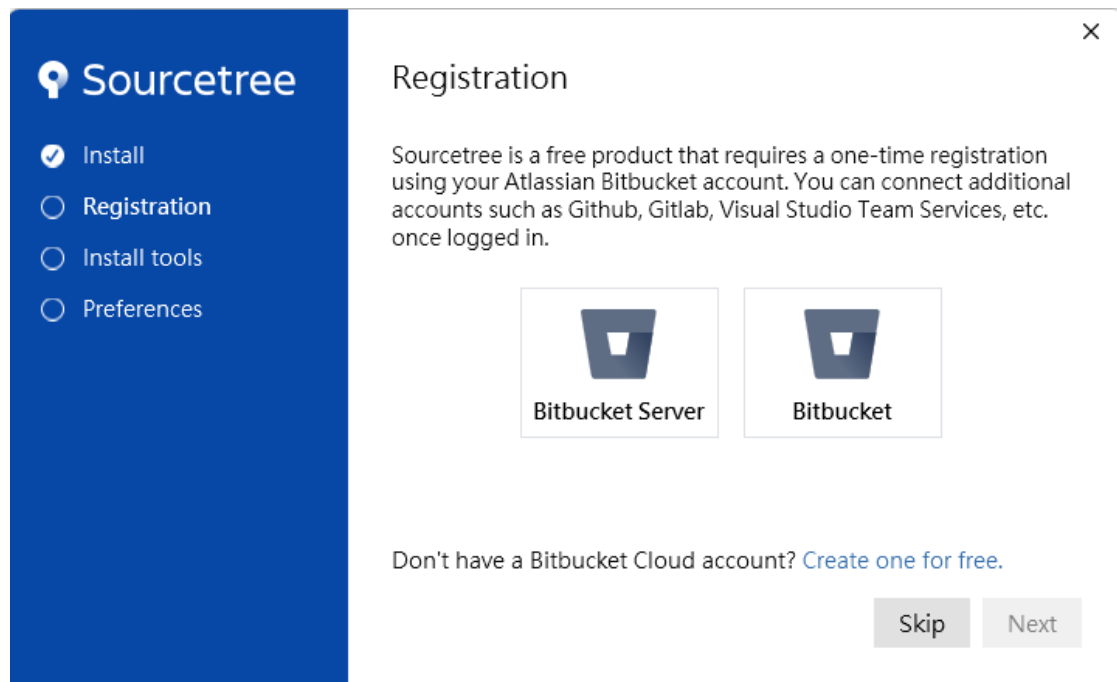 Sourcetree
Install
Registration
Install tools
Preferences
Registration
Sourcetree is a free product that requires a one-time registration
using your Atlassian Bitbucket account. You can connect additional
accounts such as Github, Gitlab, Visual Studio Team Services, etc.
once logged in.
Bitbucket Server
Bitbucket
Don't have a Bitbucket Cloud account? Create one for free.
Skip
Next